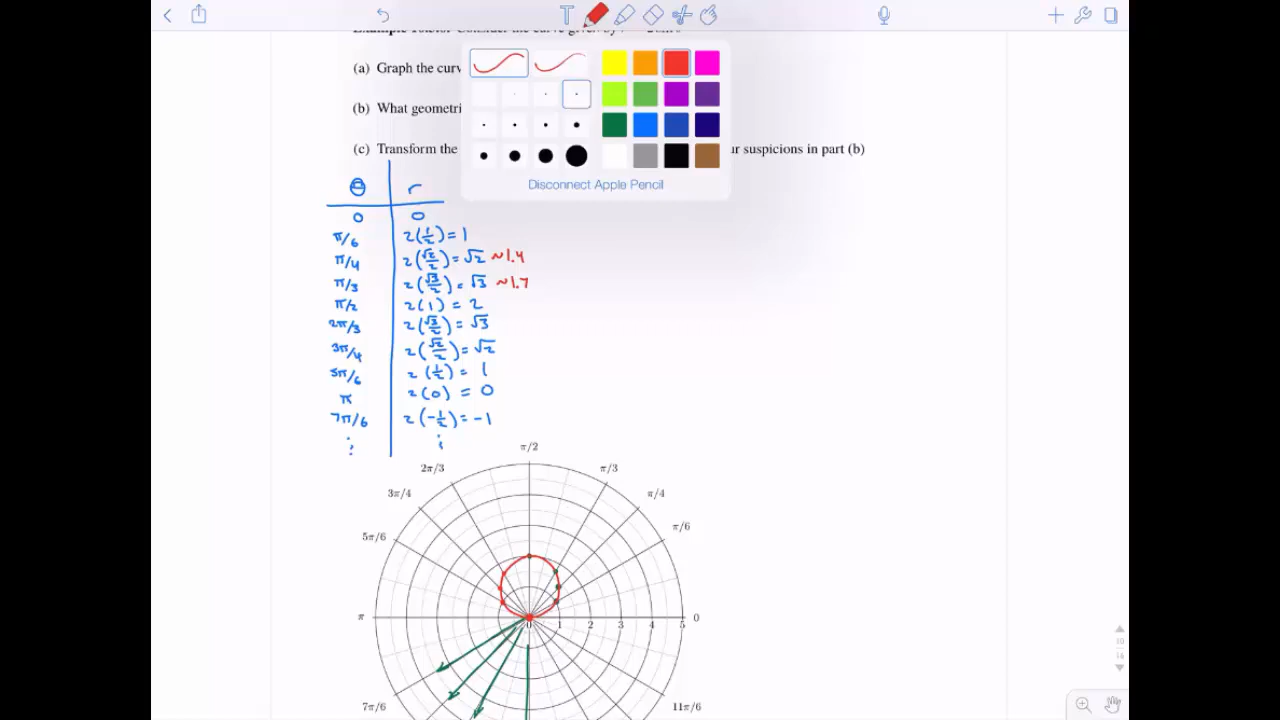 (a) Graph the curv
(b) What geometri
(c) Transform the ur suspicions in part (b)
Disconnect Apple Pencil
θ r
0 0
π/6 2(1/2) = 1
π/4 2(√2/2) = √2 ~1.4
π/3 2(√3/2) = √3 ~1.7
π/2 2(1) = 2
2π/3 2(√3/2) = √3
3π/4 2(√2/2) = √2
5π/6 2(1/2) = 1
π 2(0) = 0
7π/6 2(-1/2) = -1
⋮ ⋮
π/2
2π/3 π/3
3π/4 π/4
5π/6 π/6
π 0 1 2 3 4 5 0
7π/6 11π/6